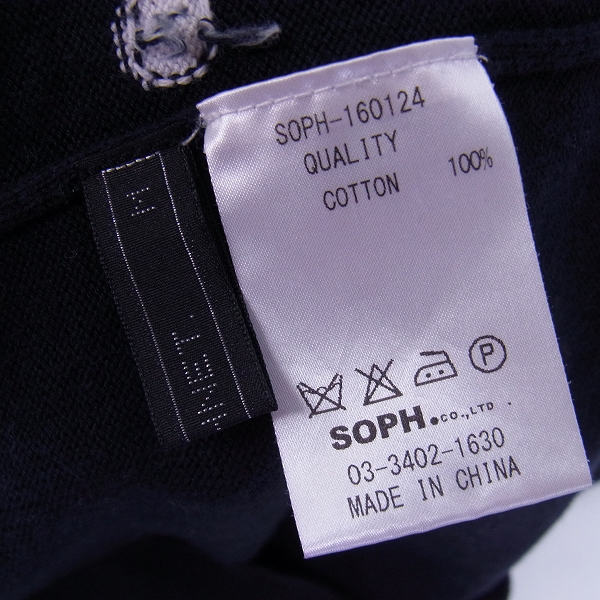 SOPH-160124
QUALITY
COTTON 100%
P
SOPH.CO.,LTD.
03-3402-1630
MADE IN CHINA
M